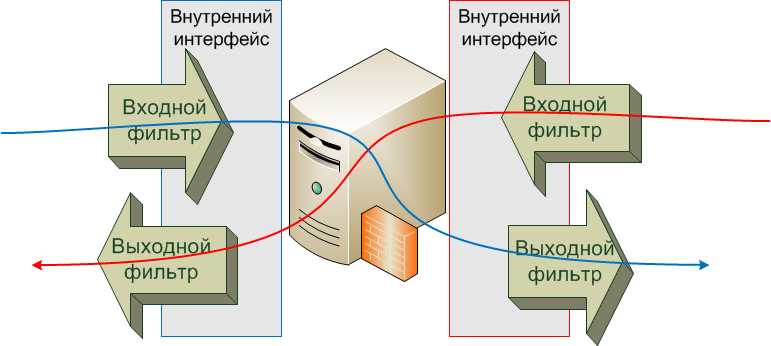 Внутренний
интерфейс
Внутренний
интерфейс
Входной
фильтр
Входной
фильтр
Выходной
фильтр
Выходной
фильтр